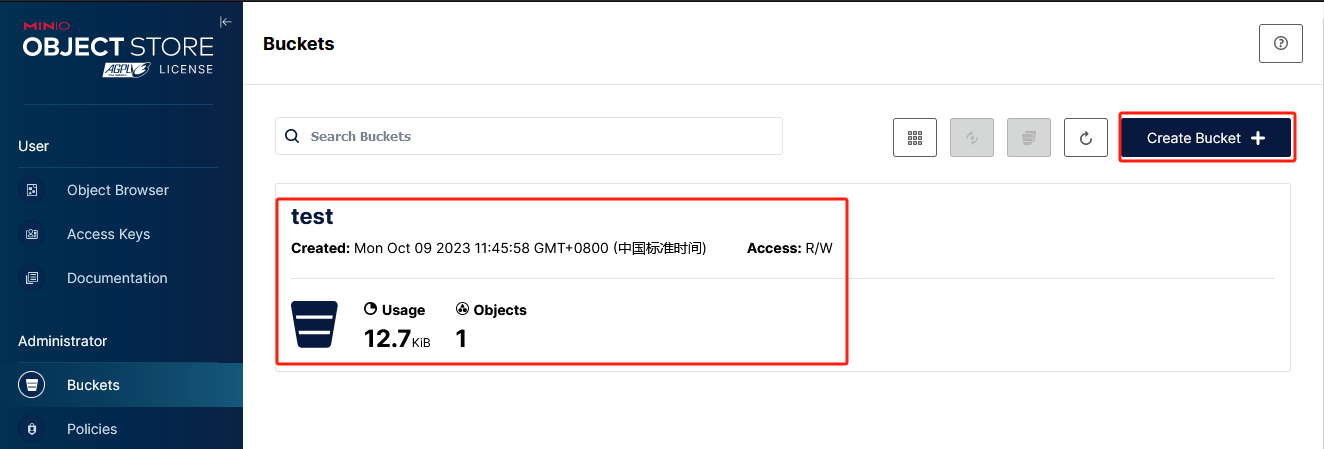 MINIO
OBJECT STORE
AGPLV3 LICENSE
User
Object Browser
Access Keys
Documentation
Administrator
Buckets
Policies
Buckets
Search Buckets
Create Bucket
test
Created: Mon Oct 09 2023 11:45:58 GMT+0800 (中国标准时间) Access: R/W
Usage Objects
12.7KiB 1